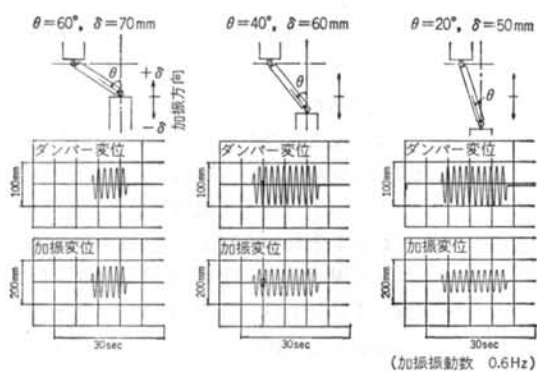 θ=60°, δ=70mm
θ
+δ
-δ
加振方向
ダンパー変位
100mm
加振変位
200mm
30sec
θ=40°, δ=60mm
θ
ダンパー変位
100mm
加振変位
200mm
30sec
θ=20°, δ=50mm
θ
ダンパー変位
100mm
加振変位
200mm
30sec
(加振振動数 0.6Hz)